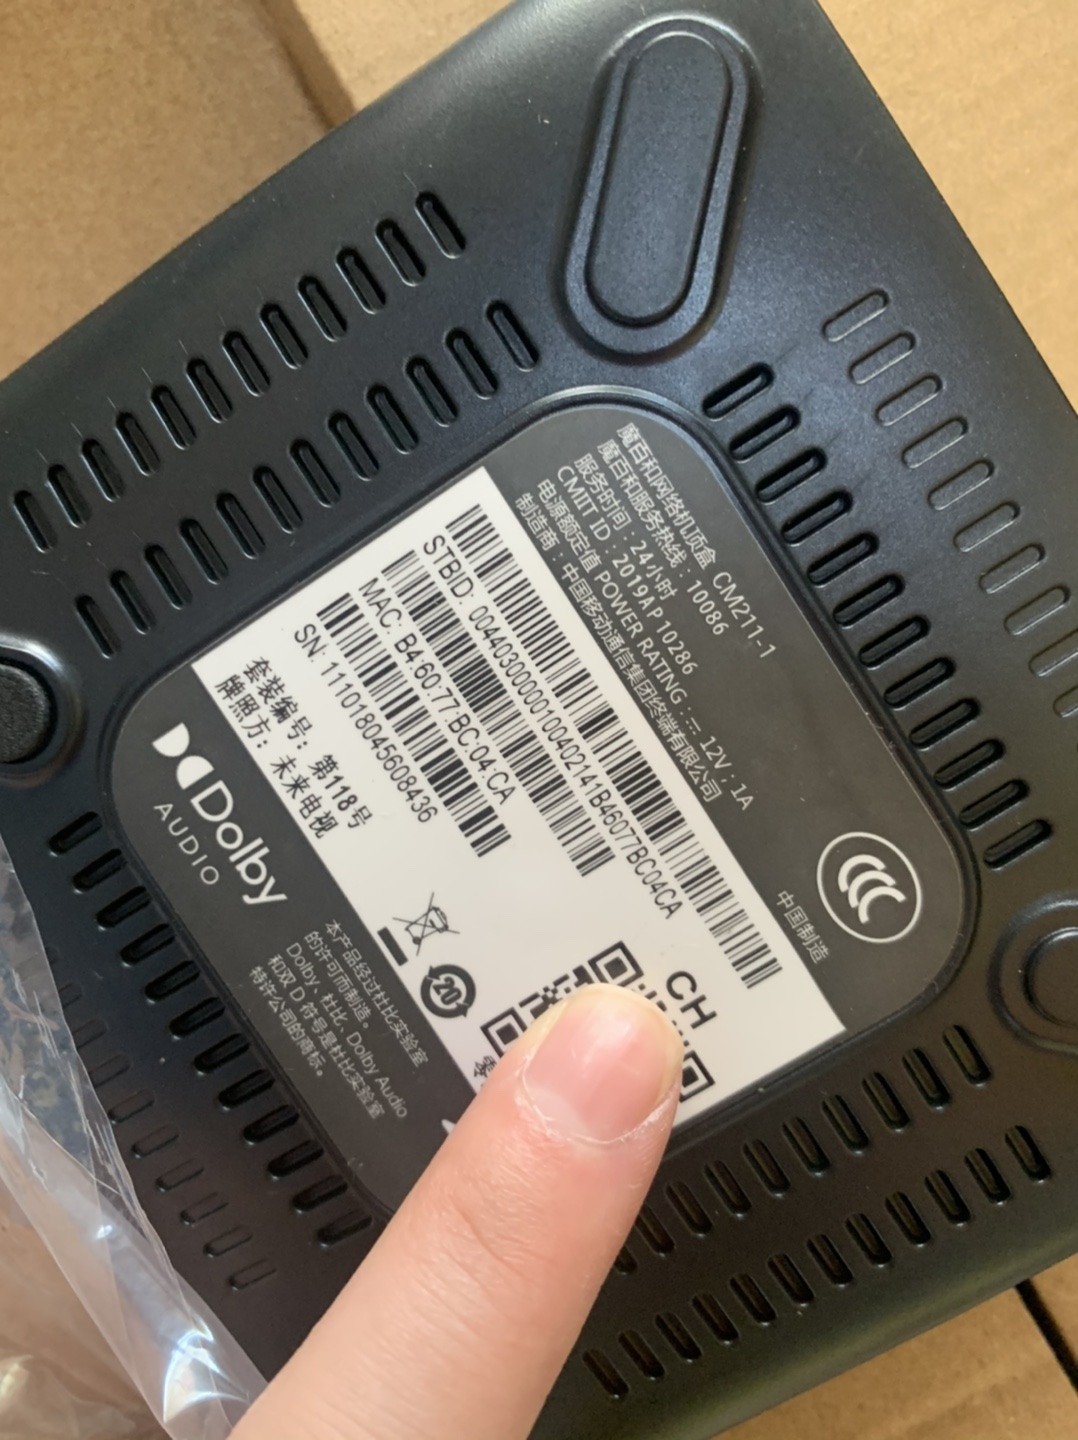 魔百和网络机顶盒 CM211-1
魔百和服务热线：10086
服务时间：24小时
CMIIT ID：2019AP10286
电源额定值 POWER RATING：⎓ 12V：1A
制造商：中国移动通信集团终端有限公司
中国制造
STBID: 00440300000100402141B46077BC04CA
MAC: B4:60:77:BC:04:CA
SN: 111018045608436
套装编号：第118号
牌照方：未来电视
CH
20
Dolby
AUDIO
本产品经过杜比实验室
的许可而制造。
Dolby, 杜比, Dolby Audio
和双 D 符号是杜比实验室
特许公司的商标。